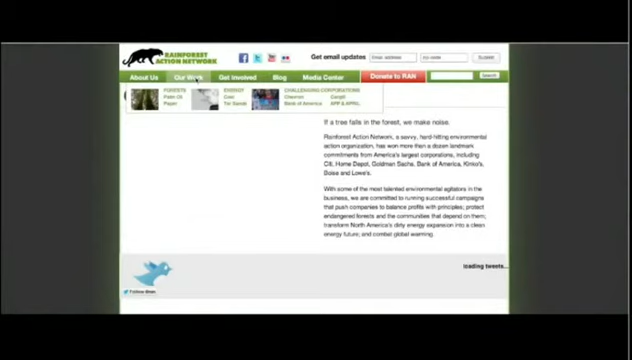 RAINFOREST
ACTION NETWORK
Get email updates
Email address
zip code
Submit
About Us
Our Work
Get Involved
Blog
Media Center
Donate to RAN
Search
FORESTS
Palm Oil
Paper
ENERGY
Coal
Tar Sands
CHALLENGING CORPORATIONS
Chevron
Bank of America
Cargill
APP & APRIL
If a tree falls in the forest, we make noise.
Rainforest Action Network, a savvy, hard-hitting environmental
action organization, has won more than a dozen landmark
commitments from America's largest corporations, including
Citi, Home Depot, Goldman Sachs, Bank of America, Kinko's,
Boise and Lowe's.
With some of the most talented environmental agitators in the
business, we are committed to running successful campaigns
that push companies to balance profits with principles; protect
endangered forests and the communities that depend on them;
transform North America's dirty energy expansion into a clean
energy future; and combat global warming.
loading tweets...